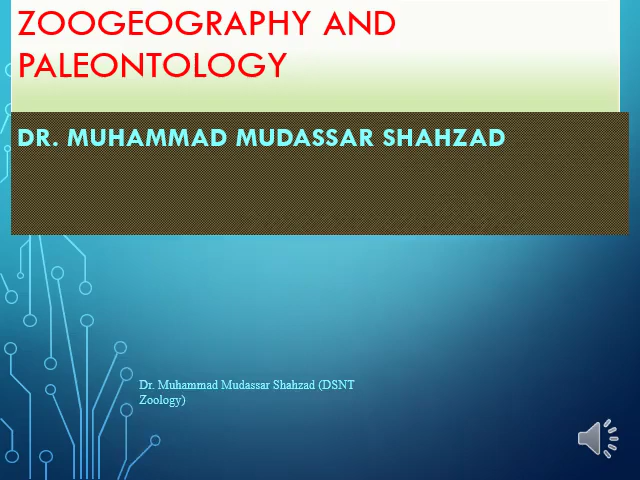 ZOOGEOGRAPHY AND
PALEONTOLOGY
DR. MUHAMMAD MUDASSAR SHAHZAD
Dr. Muhammad Mudassar Shahzad (DSNT
Zoology)